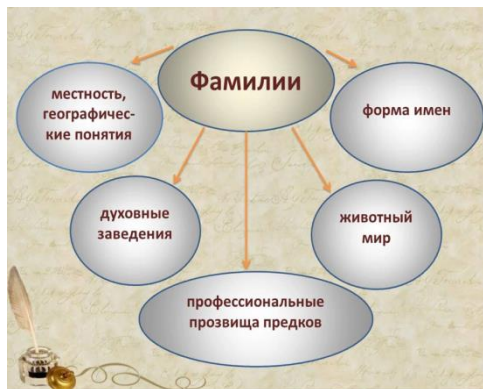 Фамилии
местность,
географичес-
кие понятия
форма имен
духовные
заведения
животный
мир
профессиональные
прозвища предков